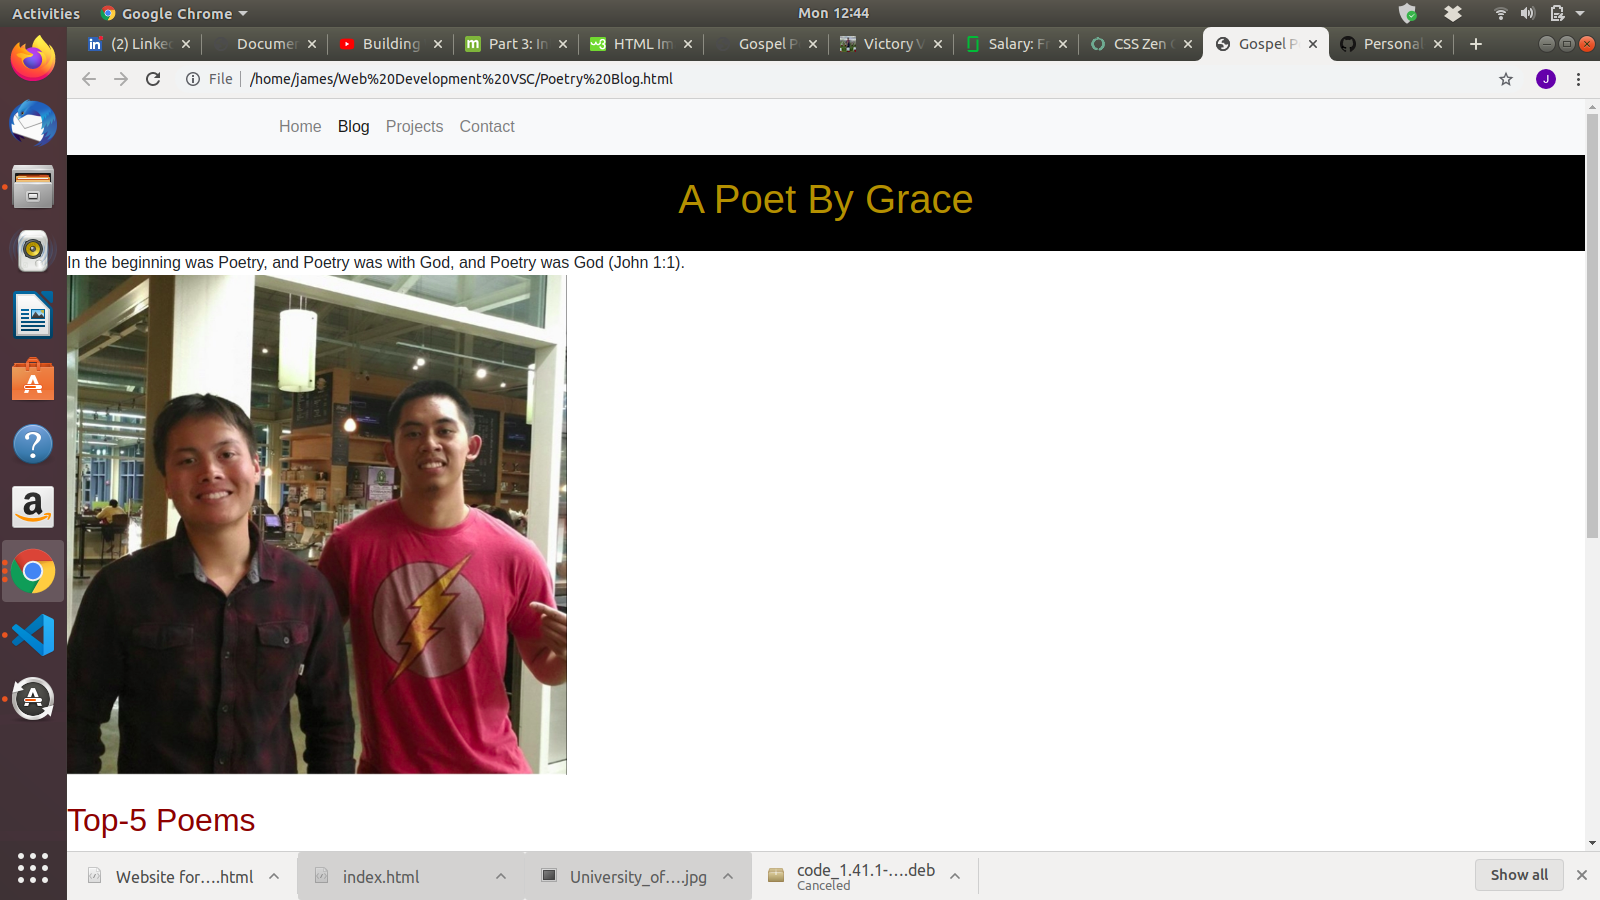 Activities
Google Chrome
Mon 12:44
(2) Linke
Documen
Building
Part 3: In
HTML Im
Gospel P
Victory V
Salary: Fr
CSS Zen
Gospel P
Personal
File
/home/james/Web%20Development%20VSC/Poetry%20Blog.html
J
Home Blog Projects Contact
A Poet By Grace
In the beginning was Poetry, and Poetry was with God, and Poetry was God (John 1:1).
Top-5 Poems
Website for....html
index.html
University_of....jpg
code_1.41.1-....deb
Canceled
Show all